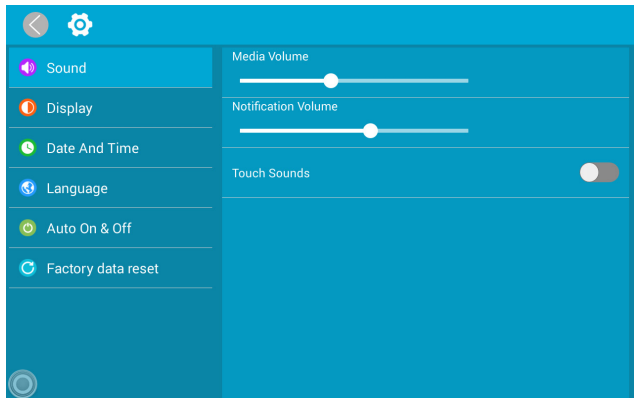 Sound
Display
Date And Time
Language
Auto On & Off
Factory data reset
Media Volume
Notification Volume
Touch Sounds